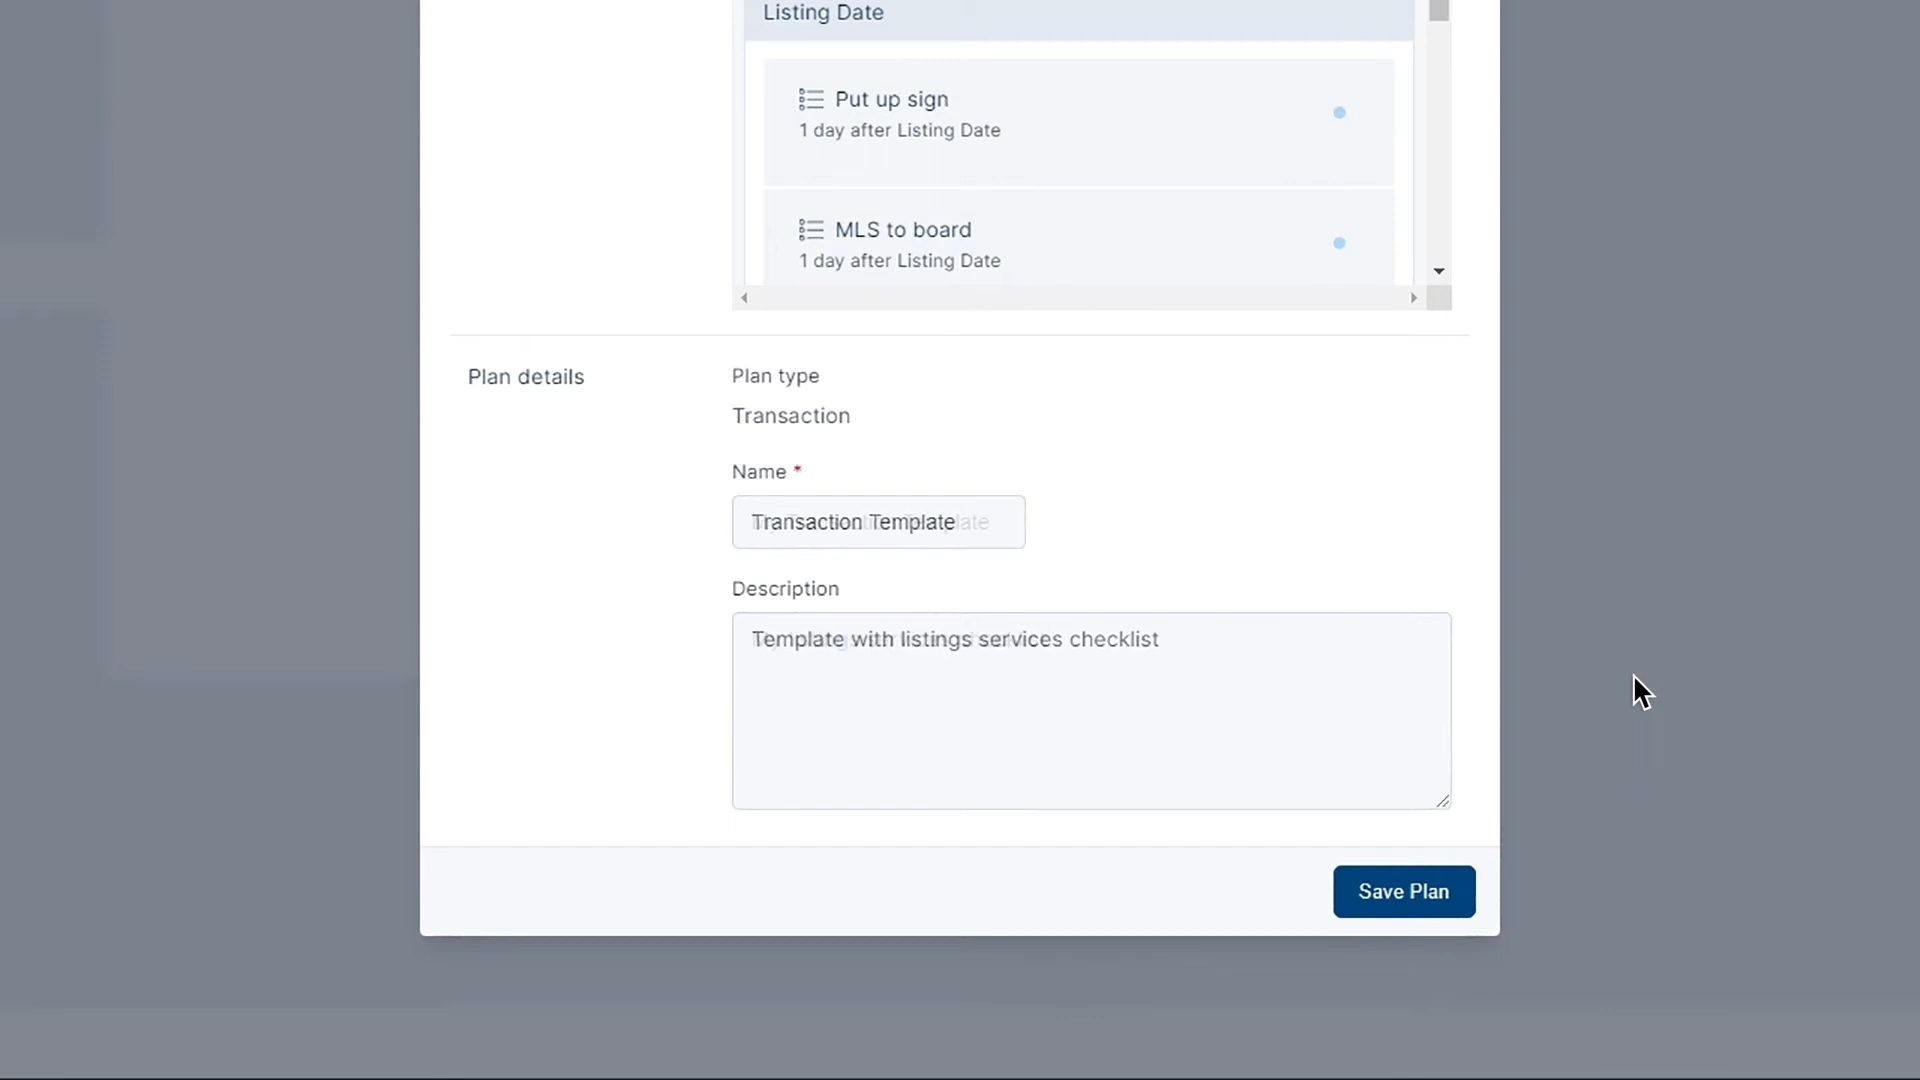 Listing Date
Put up sign
1 day after Listing Date
MLS to board
1 day after Listing Date
Plan details
Plan type
Transaction
Name *
Transaction Template
Description
Template with listings services checklist
Save Plan